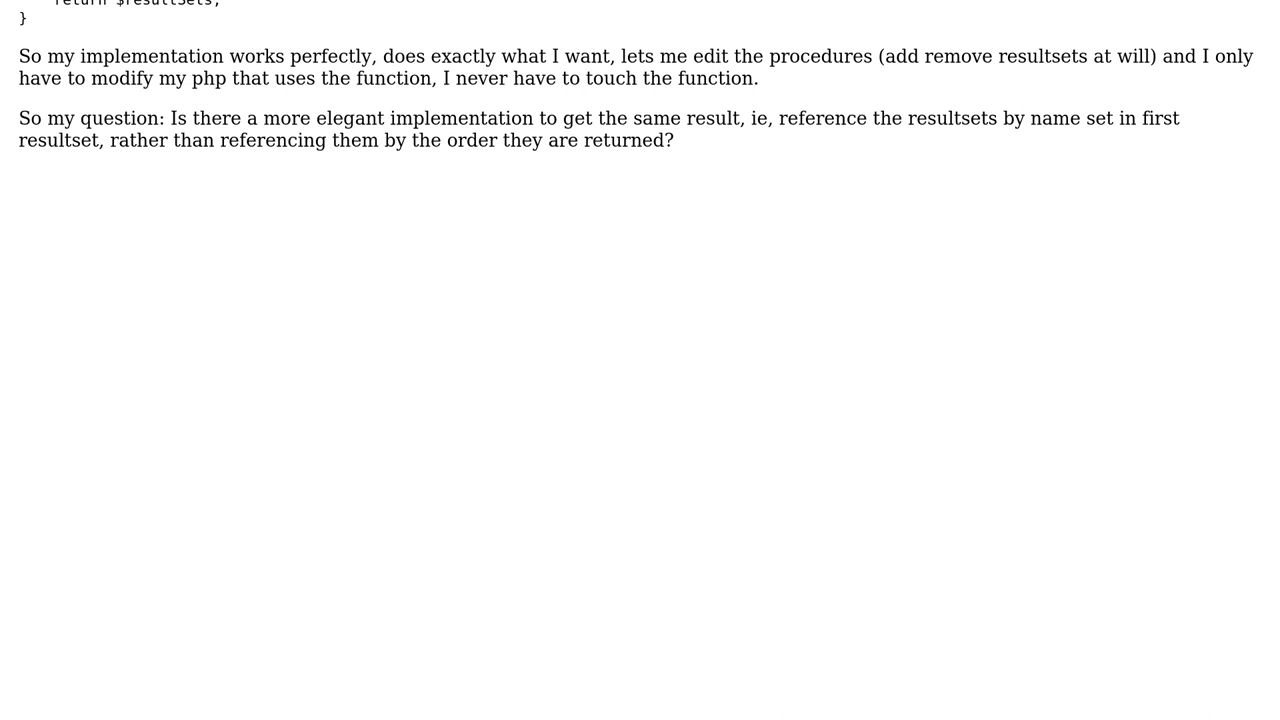 return $resultSets;
}
So my implementation works perfectly, does exactly what I want, lets me edit the procedures (add remove resultsets at will) and I only
have to modify my php that uses the function, I never have to touch the function.
So my question: Is there a more elegant implementation to get the same result, ie, reference the resultsets by name set in first
resultset, rather than referencing them by the order they are returned?